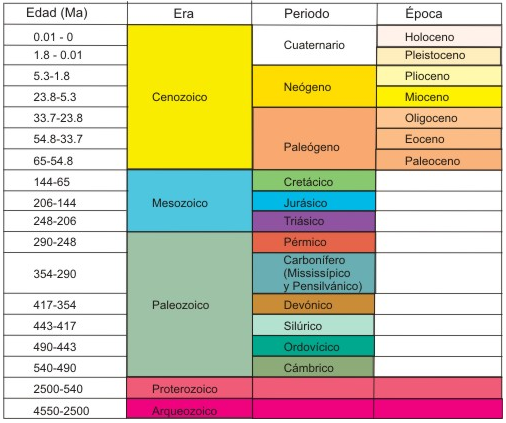 Edad (Ma) Era Periodo Época
0.01 - 0 Cenozoico Cuaternario Holoceno
1.8 - 0.01 Pleistoceno
5.3-1.8 Neógeno Plioceno
23.8-5.3 Mioceno
33.7-23.8 Paleógeno Oligoceno
54.8-33.7 Eoceno
65-54.8 Paleoceno
144-65 Mesozoico Cretácico
206-144 Jurásico
248-206 Triásico
290-248 Paleozoico Pérmico
354-290 Carbonífero
(Mississípico
y Pensilvánico)
417-354 Devónico
443-417 Silúrico
490-443 Ordovícico
540-490 Cámbrico
2500-540 Proterozoico
4550-2500 Arqueozoico